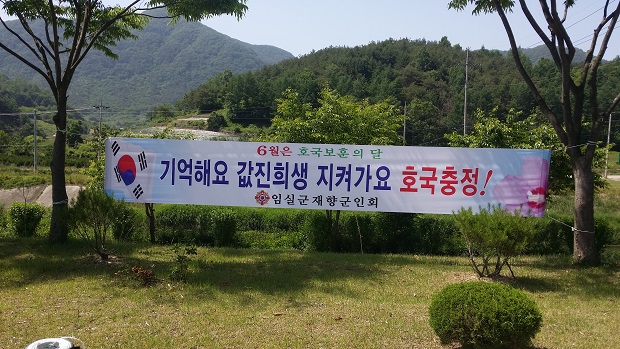 6월은 호국보훈의 달
기억해요 값진희생 지켜가요 호국충정!
임실군재향군인회